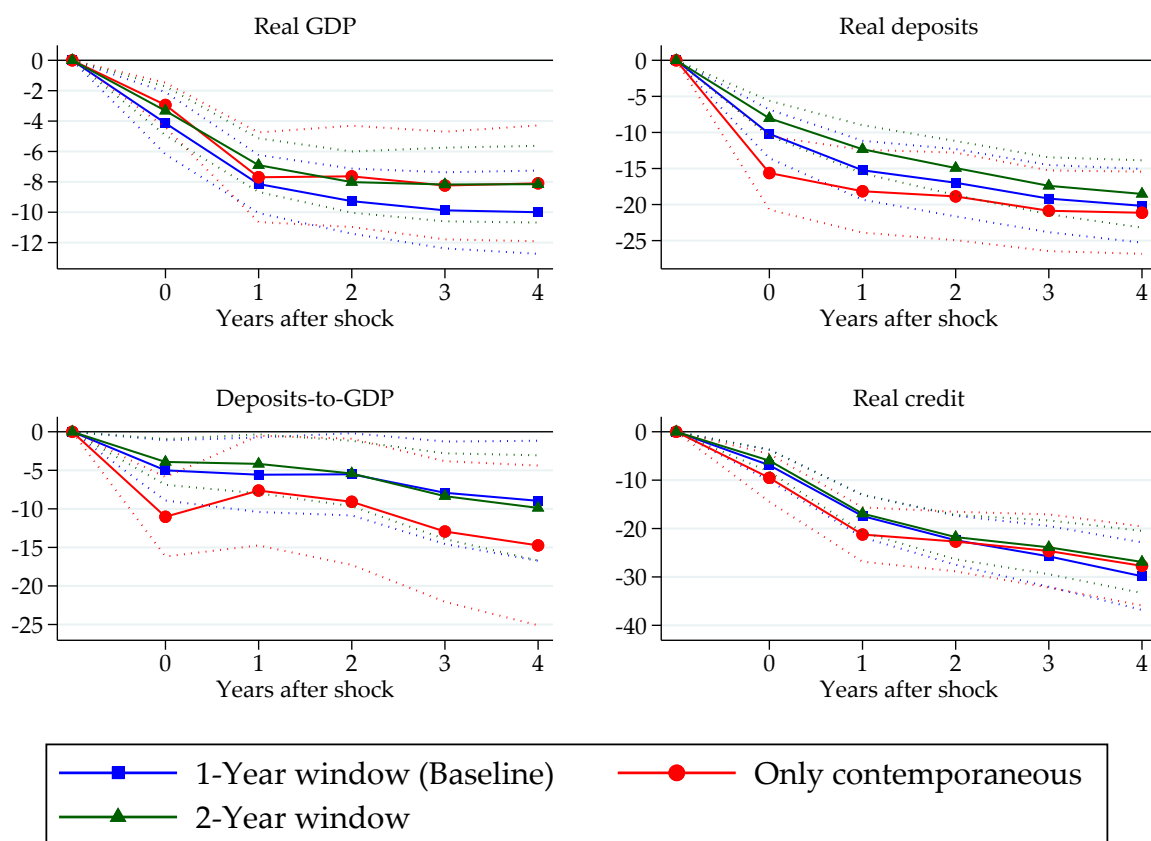 Real GDP
0
-2
-4
-6
-8
-10
-12
0 1 2 3 4
Years after shock
Real deposits
0
-5
-10
-15
-20
-25
0 1 2 3 4
Years after shock
Deposits-to-GDP
0
-5
-10
-15
-20
-25
0 1 2 3 4
Years after shock
Real credit
0
-10
-20
-30
-40
0 1 2 3 4
Years after shock
1-Year window (Baseline)
Only contemporaneous
2-Year window